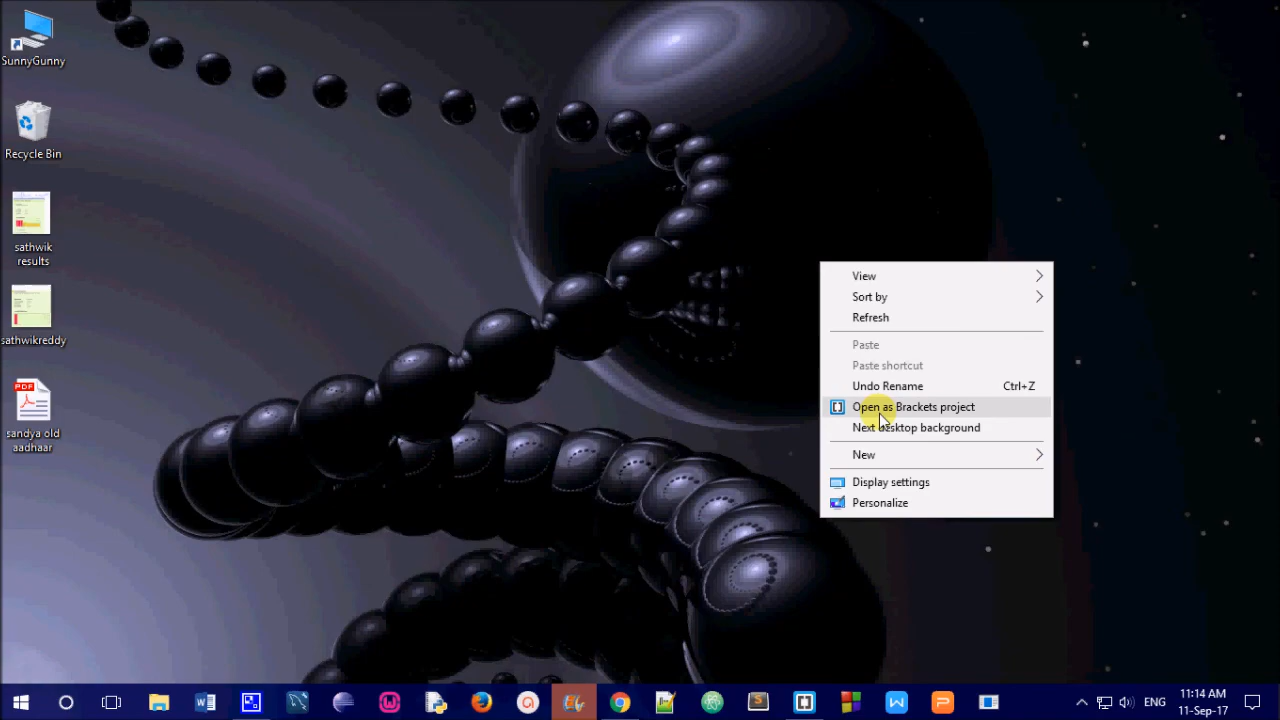 SunnyGunny
Recycle Bin
sathwik
results
sathwikreddy
PDF
sandya old
aadhaar
View
Sort by
Refresh
Paste
Paste shortcut
Undo Rename Ctrl+Z
Open as Brackets project
Next desktop background
New
Display settings
Personalize
ENG
11:14 AM
11-Sep-17